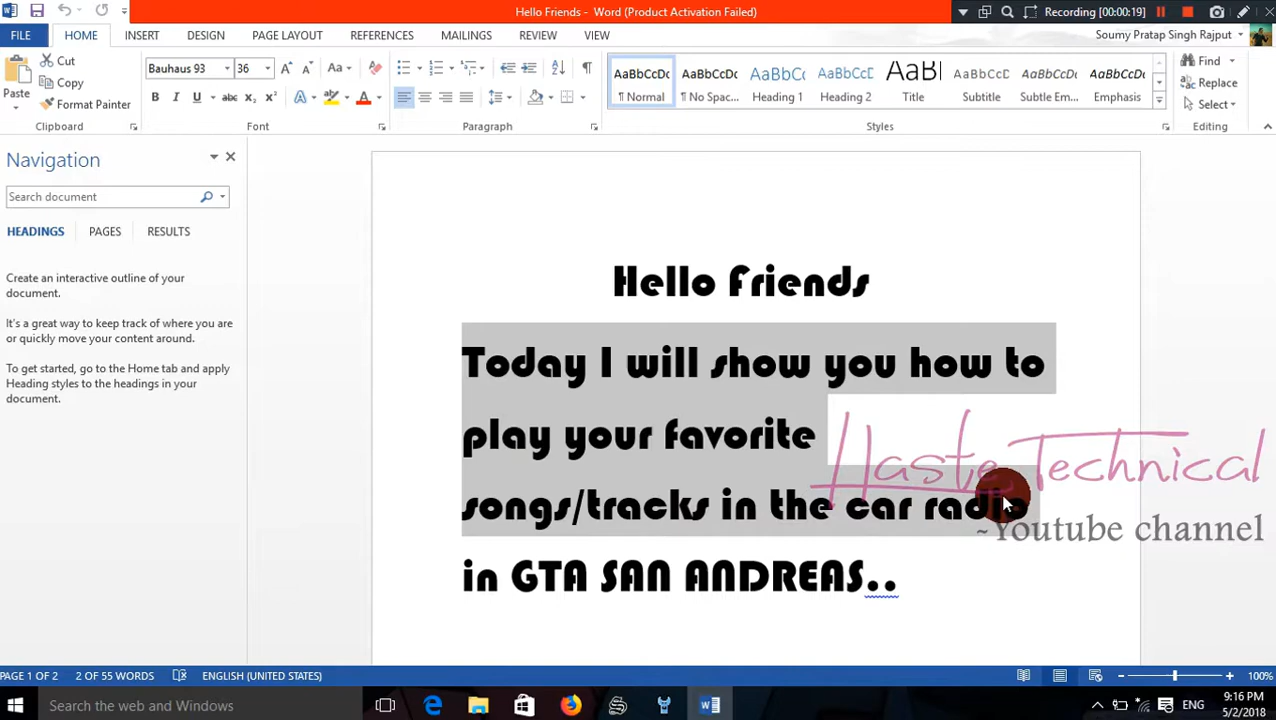 Hello Friends - Word (Product Activation Failed)
Recording [00:00:19]
FILE HOME INSERT DESIGN PAGE LAYOUT REFERENCES MAILINGS REVIEW VIEW
Soumy Pratap Singh Rajput
Paste
Cut
Copy
Format Painter
Clipboard
Bauhaus 93 36
Font
Paragraph
AaBbCcDc AaBbCcDc AaBbCc AaBbCcD AaBl AaBbCcD AaBbCcDc AaBbCcDc
¶ Normal ¶ No Spac... Heading 1 Heading 2 Title Subtitle Subtle Em... Emphasis
Styles
Find
Replace
Select
Editing
Navigation
Search document
HEADINGS PAGES RESULTS
Create an interactive outline of your
document.
It's a great way to keep track of where you are
or quickly move your content around.
To get started, go to the Home tab and apply
Heading styles to the headings in your
document.
Hello Friends
Today I will show you how to
play your favorite
songs/tracks in the car radio
in GTA SAN ANDREAS..
Haste Technical
~Youtube channel
PAGE 1 OF 2 2 OF 55 WORDS ENGLISH (UNITED STATES) 100%
Search the web and Windows
ENG
9:16 PM
5/2/2018